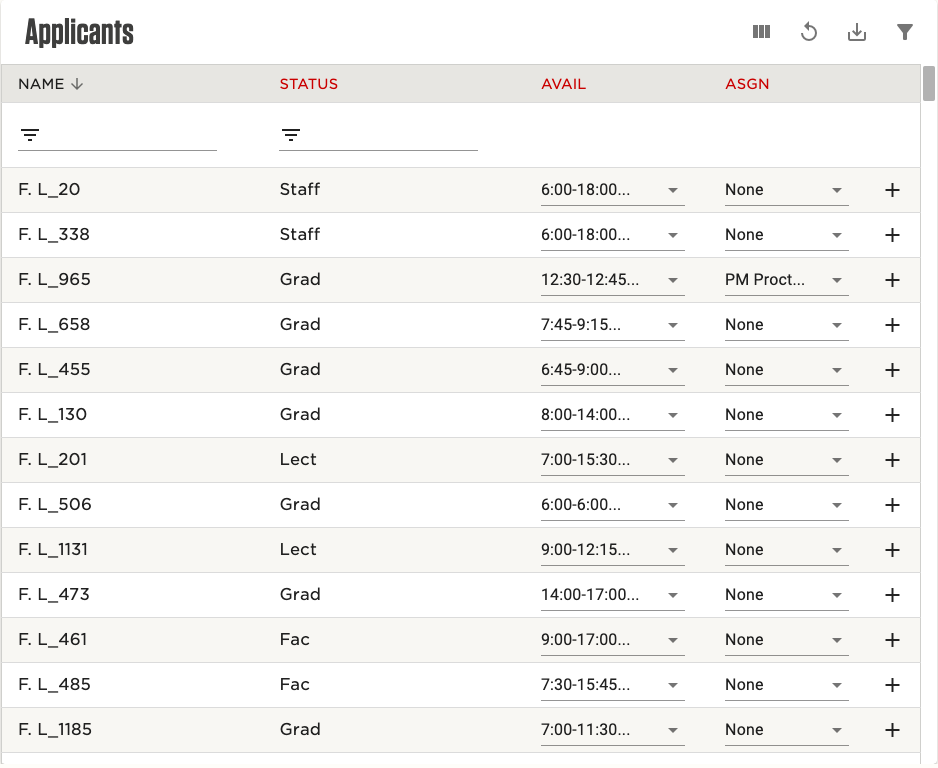 Applicants
NAME STATUS AVAIL ASGN
F. L_20 Staff 6:00-18:00... None +
F. L_338 Staff 6:00-18:00... None +
F. L_965 Grad 12:30-12:45... PM Proct... +
F. L_658 Grad 7:45-9:15... None +
F. L_455 Grad 6:45-9:00... None +
F. L_130 Grad 8:00-14:00... None +
F. L_201 Lect 7:00-15:30... None +
F. L_506 Grad 6:00-6:00... None +
F. L_1131 Lect 9:00-12:15... None +
F. L_473 Grad 14:00-17:00... None +
F. L_461 Fac 9:00-17:00... None +
F. L_485 Fac 7:30-15:45... None +
F. L_1185 Grad 7:00-11:30... None +